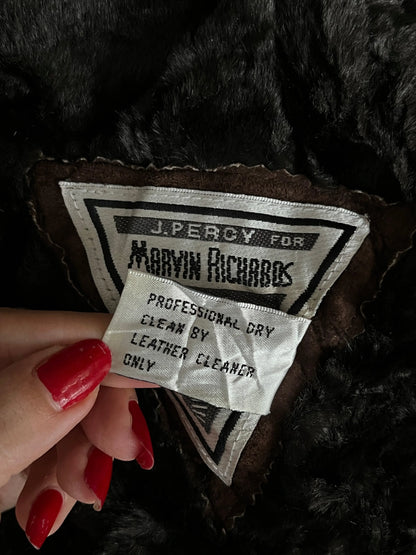 J. PERCY FOR
MARVIN RICHARDS
PROFESSIONAL DRY
CLEAN BY
LEATHER CLEANER
ONLY